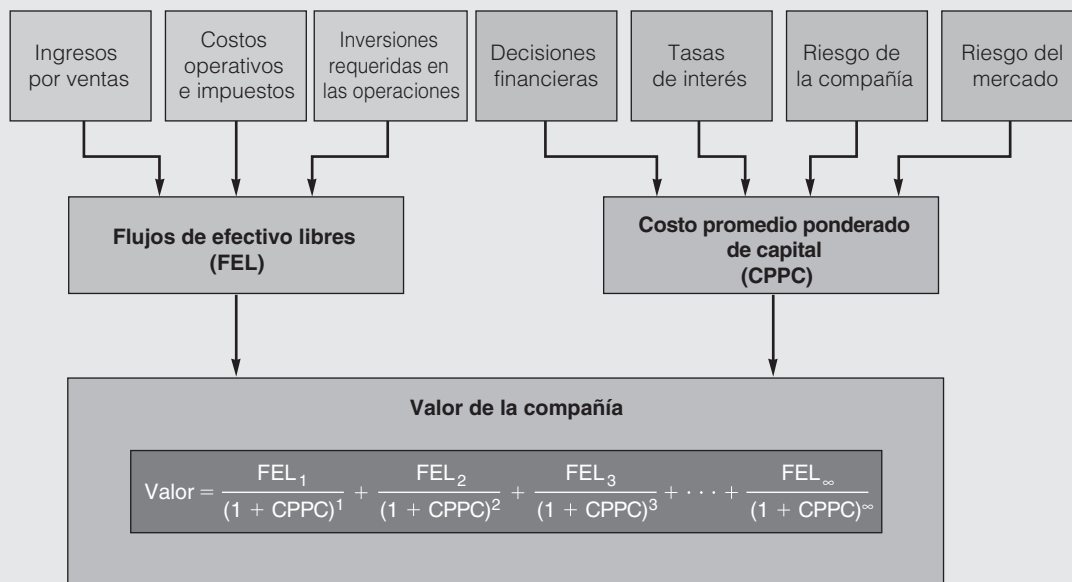 Ingresos
por ventas
Costos
operativos
e impuestos
Inversiones
requeridas en
las operaciones
Decisiones
financieras
Tasas
de interés
Riesgo de
la compañía
Riesgo del
mercado
Flujos de efectivo libres
(FEL)
Costo promedio ponderado
de capital
(CPPC)
Valor de la compañía
Valor = FEL₁/(1 + CPPC)¹ + FEL₂/(1 + CPPC)² + FEL₃/(1 + CPPC)³ + · · · + FEL∞/(1 + CPPC)^∞